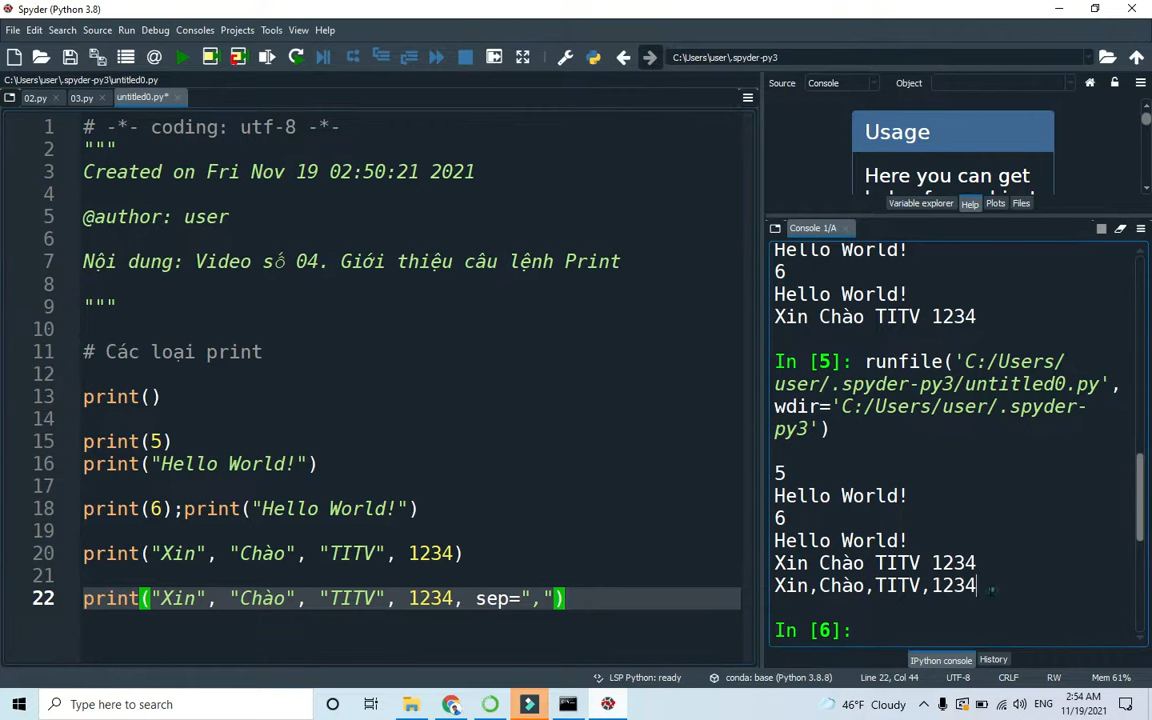 Spyder (Python 3.8)
File Edit Search Source Run Debug Consoles Projects Tools View Help
C:\Users\user\.spyder-py3
C:\Users\user\.spyder-py3\untitled0.py
Source Console Object
02.py 03.py untitled0.py*
Usage
Here you can get
Variable explorer Help Plots Files
Console 1/A
1 # -*- coding: utf-8 -*-
2 """
3 Created on Fri Nov 19 02:50:21 2021
4
5 @author: user
6
7 Nội dung: Video số 04. Giới thiệu câu lệnh Print
8
9 """
10
11 # Các loại print
12
13 print()
14
15 print(5)
16 print("Hello World!")
17
18 print(6);print("Hello World!")
19
20 print("Xin", "Chào", "TITV", 1234)
21
22 print("Xin", "Chào", "TITV", 1234, sep=",")
Hello World!
6
Hello World!
Xin Chào TITV 1234
In [5]: runfile('C:/Users/
user/.spyder-py3/untitled0.py',
wdir='C:/Users/user/.spyder-
py3')
5
Hello World!
6
Hello World!
Xin Chào TITV 1234
Xin,Chào,TITV,1234
In [6]:
IPython console History
LSP Python: ready conda: base (Python 3.8.8) Line 22, Col 44 UTF-8 CRLF RW Mem 61%
Type here to search
46°F Cloudy ENG
2:54 AM
11/19/2021